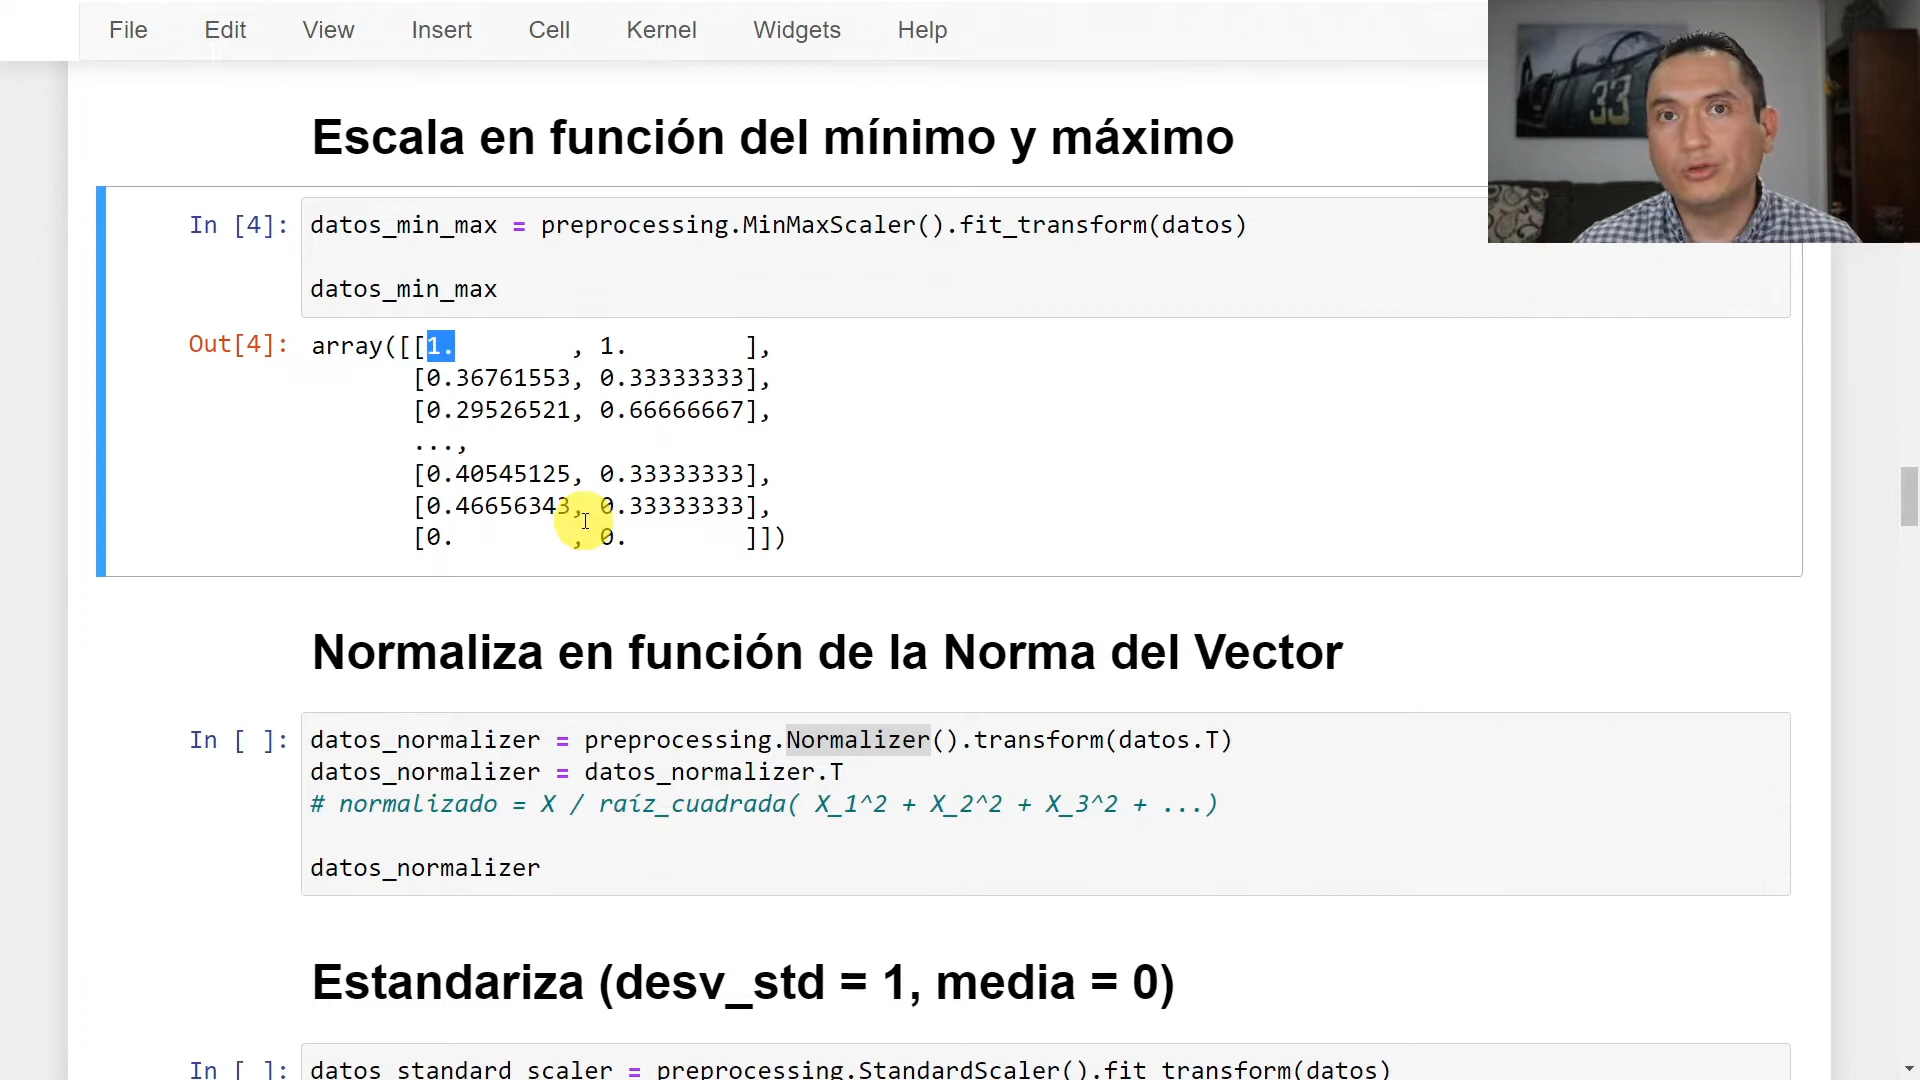 File Edit View Insert Cell Kernel Widgets Help
33
Escala en función del mínimo y máximo
In [4]: datos_min_max = preprocessing.MinMaxScaler().fit_transform(datos)
datos_min_max
Out[4]: array([[1.        , 1.        ],
[0.36761553, 0.33333333],
[0.29526521, 0.66666667],
...,
[0.40545125, 0.33333333],
[0.46656343, 0.33333333],
[0.        , 0.        ]])
Normaliza en función de la Norma del Vector
In [ ]: datos_normalizer = preprocessing.Normalizer().transform(datos.T)
datos_normalizer = datos_normalizer.T
# normalizado = X / raíz_cuadrada( X_1^2 + X_2^2 + X_3^2 + ...)
datos_normalizer
Estandariza (desv_std = 1, media = 0)
In [ ]: datos_standard_scaler = preprocessing.StandardScaler().fit_transform(datos)